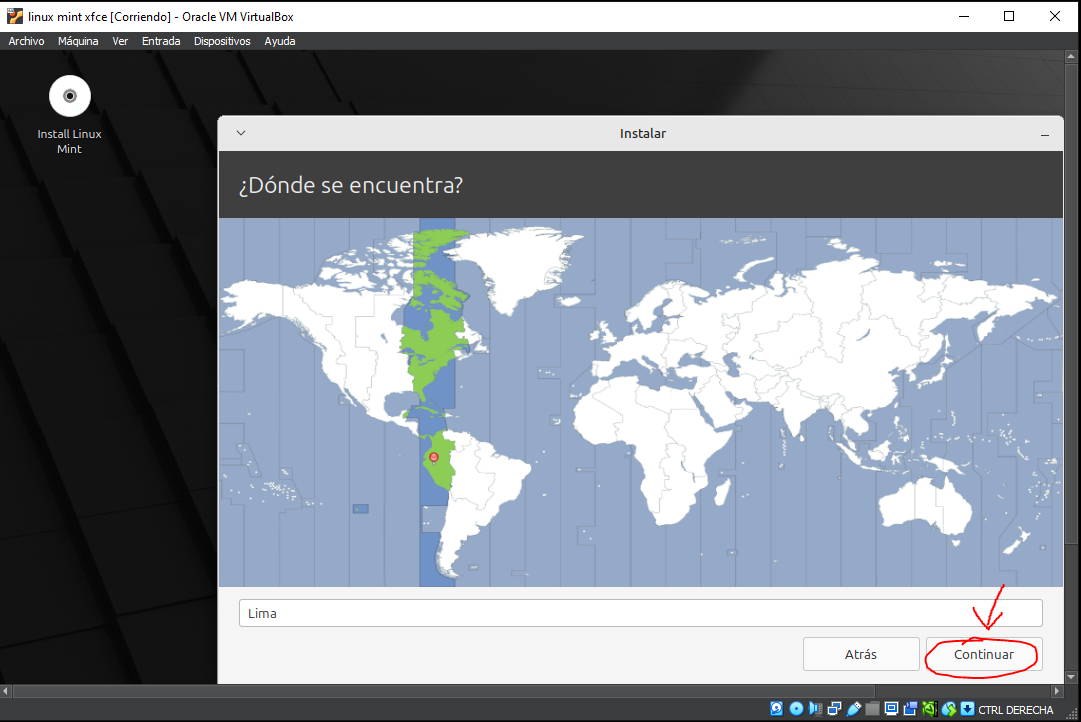 linux mint xfce [Corriendo] - Oracle VM VirtualBox
Archivo Máquina Ver Entrada Dispositivos Ayuda
Install Linux
Mint
Instalar
¿Dónde se encuentra?
Lima
Atrás Continuar
CTRL DERECHA